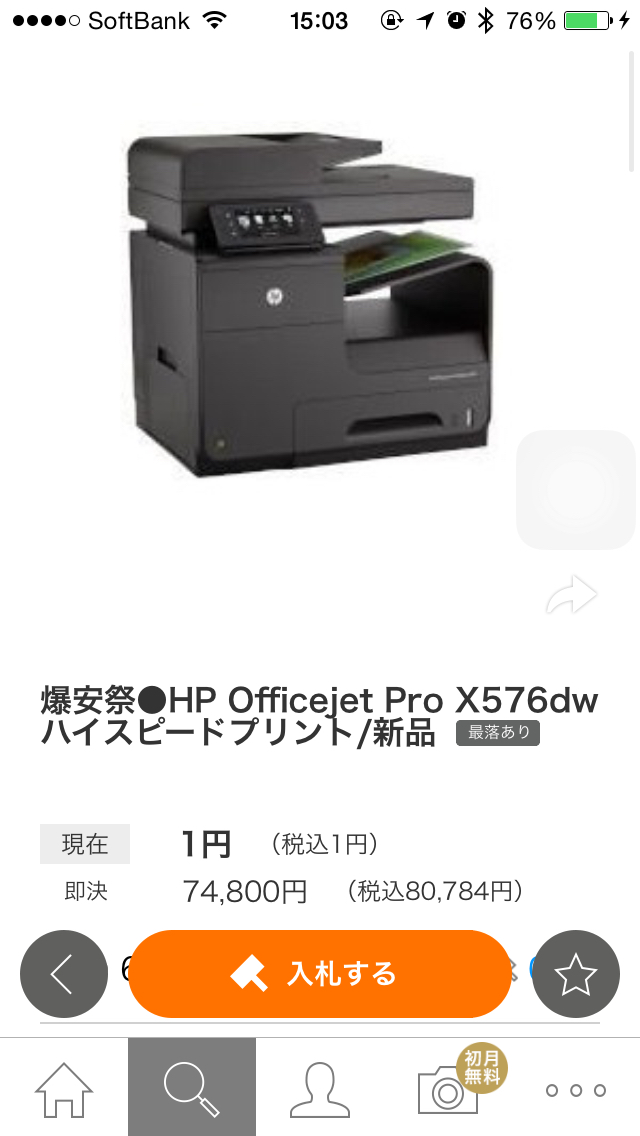 SoftBank 15:03 76%
hp
爆安祭●HP Officejet Pro X576dw
ハイスピードプリント/新品 最落あり
現在 1円 （税込1円）
即決 74,800円 （税込80,784円）
入札する
初月
無料